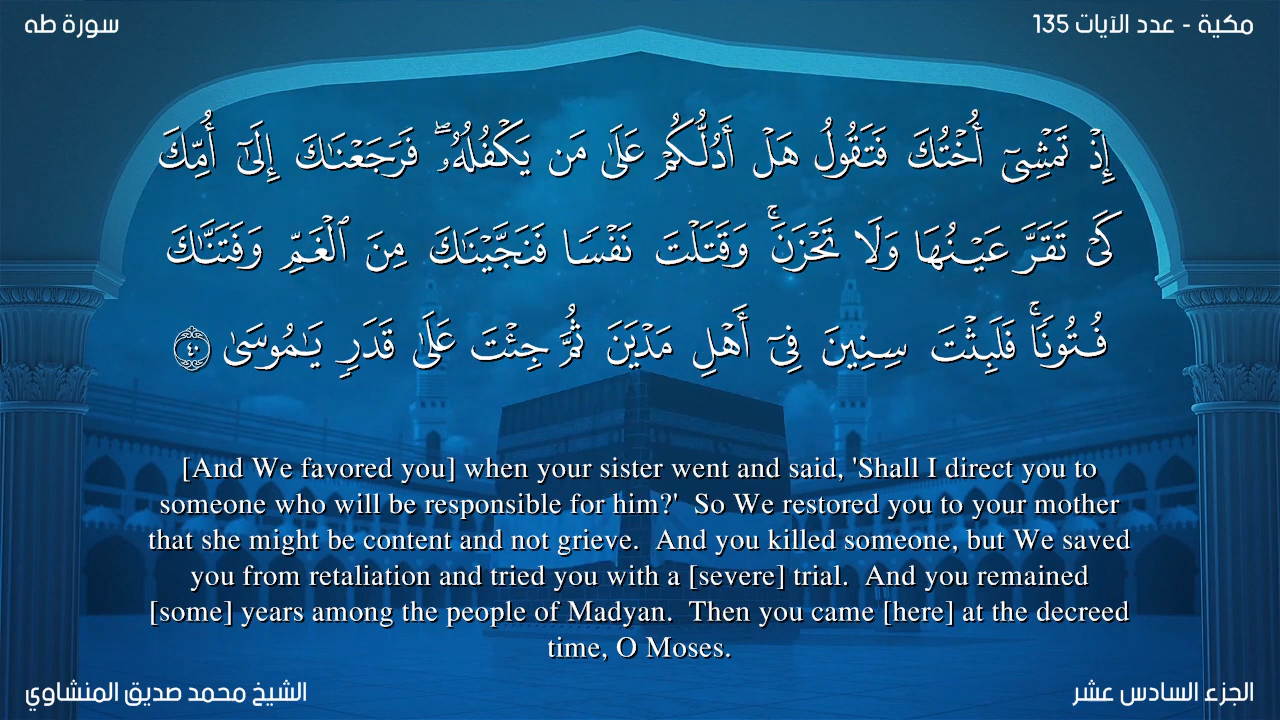 سورة طه
مكية - عدد الآيات 135
إِذْ تَمْشِىٓ أُخْتُكَ فَتَقُولُ هَلْ أَدُلُّكُمْ عَلَىٰ مَن يَكْفُلُهُۥ ۖ فَرَجَعْنَـٰكَ إِلَىٰٓ أُمِّكَ
كَىْ تَقَرَّ عَيْنُهَا وَلَا تَحْزَنَ ۚ وَقَتَلْتَ نَفْسًا فَنَجَّيْنَـٰكَ مِنَ ٱلْغَمِّ وَفَتَنَّـٰكَ
فُتُونًا ۚ فَلَبِثْتَ سِنِينَ فِىٓ أَهْلِ مَدْيَنَ ثُمَّ جِئْتَ عَلَىٰ قَدَرٍ يَـٰمُوسَىٰ ٤٠
[And We favored you] when your sister went and said, 'Shall I direct you to
someone who will be responsible for him?'  So We restored you to your mother
that she might be content and not grieve.  And you killed someone, but We saved
you from retaliation and tried you with a [severe] trial.  And you remained
[some] years among the people of Madyan.  Then you came [here] at the decreed
time, O Moses.
الشيخ محمد صديق المنشاوي
الجزء السادس عشر